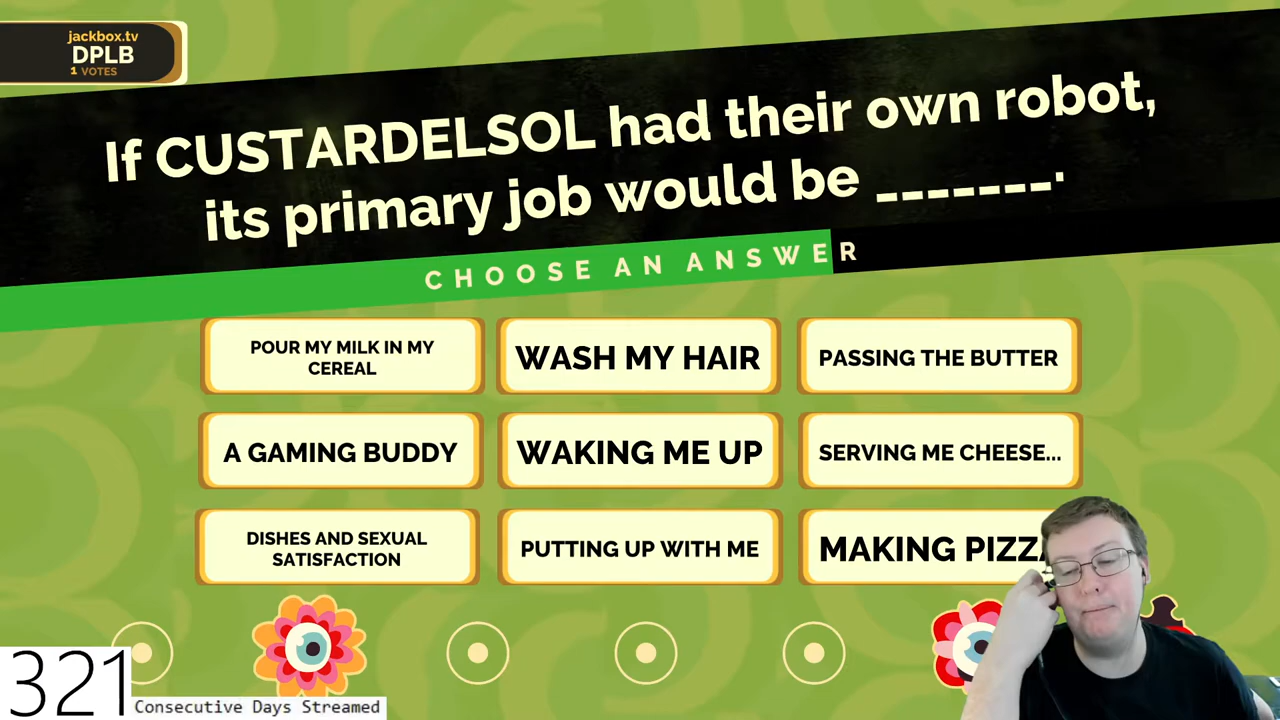 jackbox.tv
DPLB
1 VOTES
If CUSTARDELSOL had their own robot,
its primary job would be _______.
CHOOSE AN ANSWER
POUR MY MILK IN MY
CEREAL
WASH MY HAIR
PASSING THE BUTTER
A GAMING BUDDY
WAKING ME UP
SERVING ME CHEESE...
DISHES AND SEXUAL
SATISFACTION
PUTTING UP WITH ME
MAKING PIZZA
321
Consecutive Days Streamed